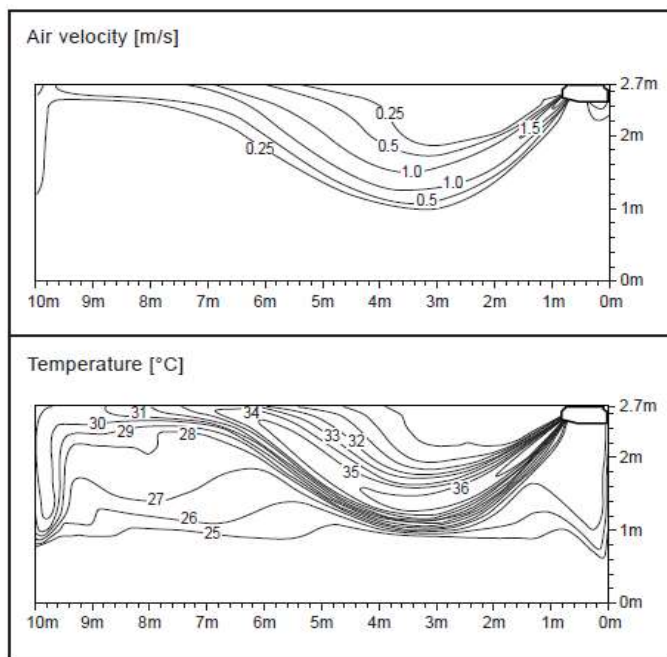 Air velocity [m/s]
2.7m
0.25
1.5
2m
0.5
0.25
1.0
1.0
0.5
1m
0m
10m 9m 8m 7m 6m 5m 4m 3m 2m 1m 0m
Temperature [°C]
2.7m
31 34
30
33 32
29 28
2m
35
36
27
26
25
1m
0m
10m 9m 8m 7m 6m 5m 4m 3m 2m 1m 0m